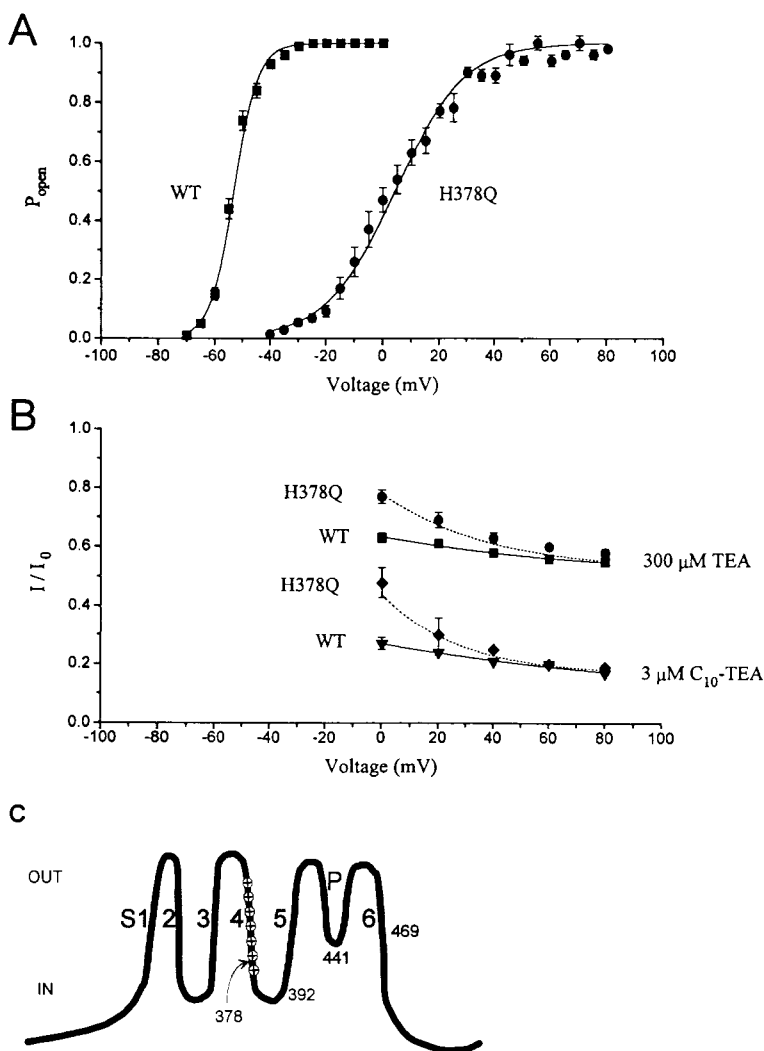 A
1.0
0.8
0.6
0.4
0.2
0.0
P_open
WT
H378Q
-100 -80 -60 -40 -20 0 20 40 60 80 100
Voltage (mV)
B
1.0
0.8
0.6
0.4
0.2
0.0
I / I_0
H378Q
WT
300 μM TEA
H378Q
WT
3 μM C_10-TEA
-100 -80 -60 -40 -20 0 20 40 60 80 100
Voltage (mV)
C
OUT
P
S1 2 3 4 5 6
469
441
IN
392
378